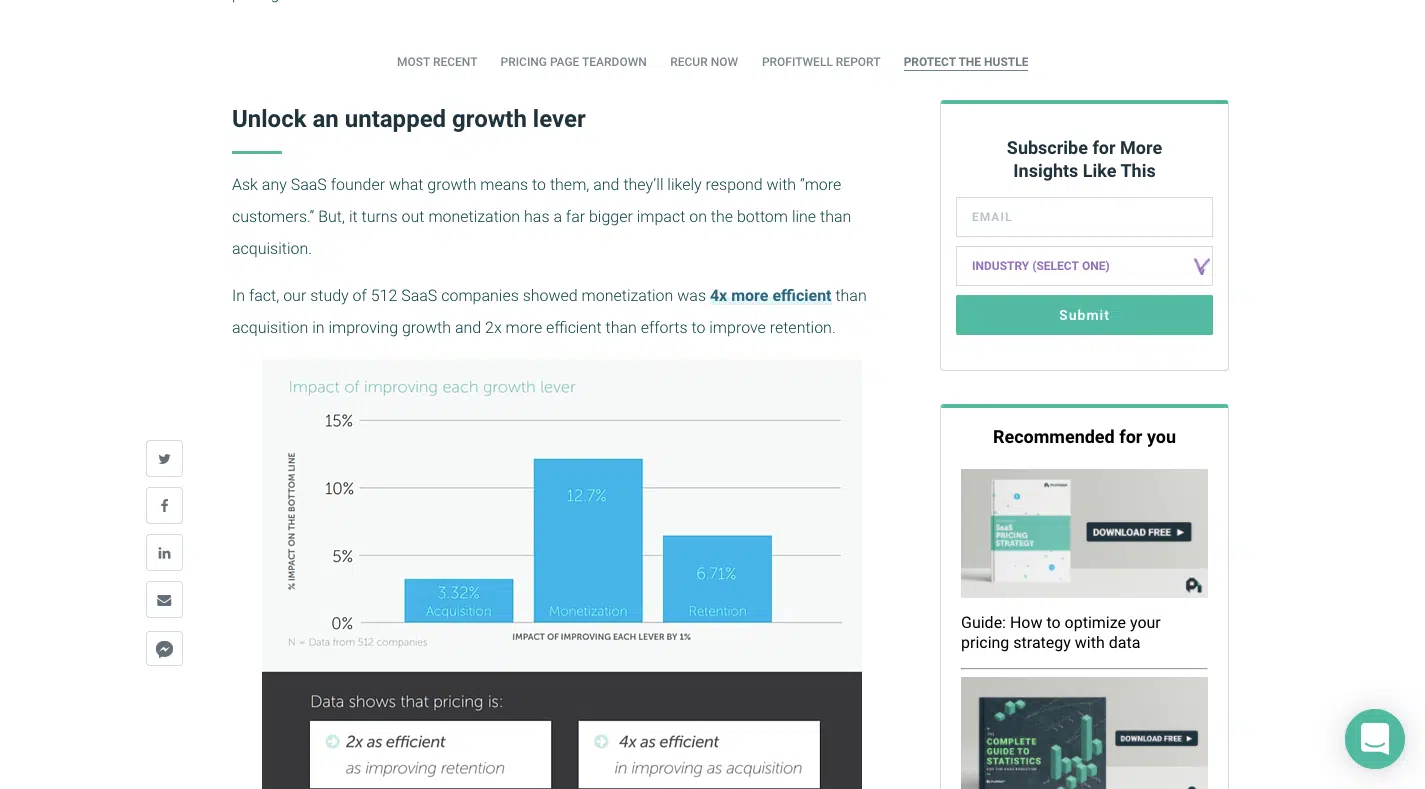 MOST RECENT PRICING PAGE TEARDOWN RECUR NOW PROFITWELL REPORT PROTECT THE HUSTLE
Unlock an untapped growth lever
Ask any SaaS founder what growth means to them, and they’ll likely respond with “more
customers.” But, it turns out monetization has a far bigger impact on the bottom line than
acquisition.
In fact, our study of 512 SaaS companies showed monetization was 4x more efficient than
acquisition in improving growth and 2x more efficient than efforts to improve retention.
Impact of improving each growth lever
% IMPACT ON THE BOTTOM LINE
15%
10%
5%
0%
3.32%
Acquisition
12.7%
Monetization
6.71%
Retention
IMPACT OF IMPROVING EACH LEVER BY 1%
N = Data from 512 companies
Data shows that pricing is:
2x as efficient
as improving retention
4x as efficient
in improving as acquisition
Subscribe for More
Insights Like This
EMAIL
INDUSTRY (SELECT ONE)
Submit
Recommended for you
SaaS
PRICING
STRATEGY
DOWNLOAD FREE
Guide: How to optimize your
pricing strategy with data
THE
COMPLETE
GUIDE TO
STATISTICS
DOWNLOAD FREE